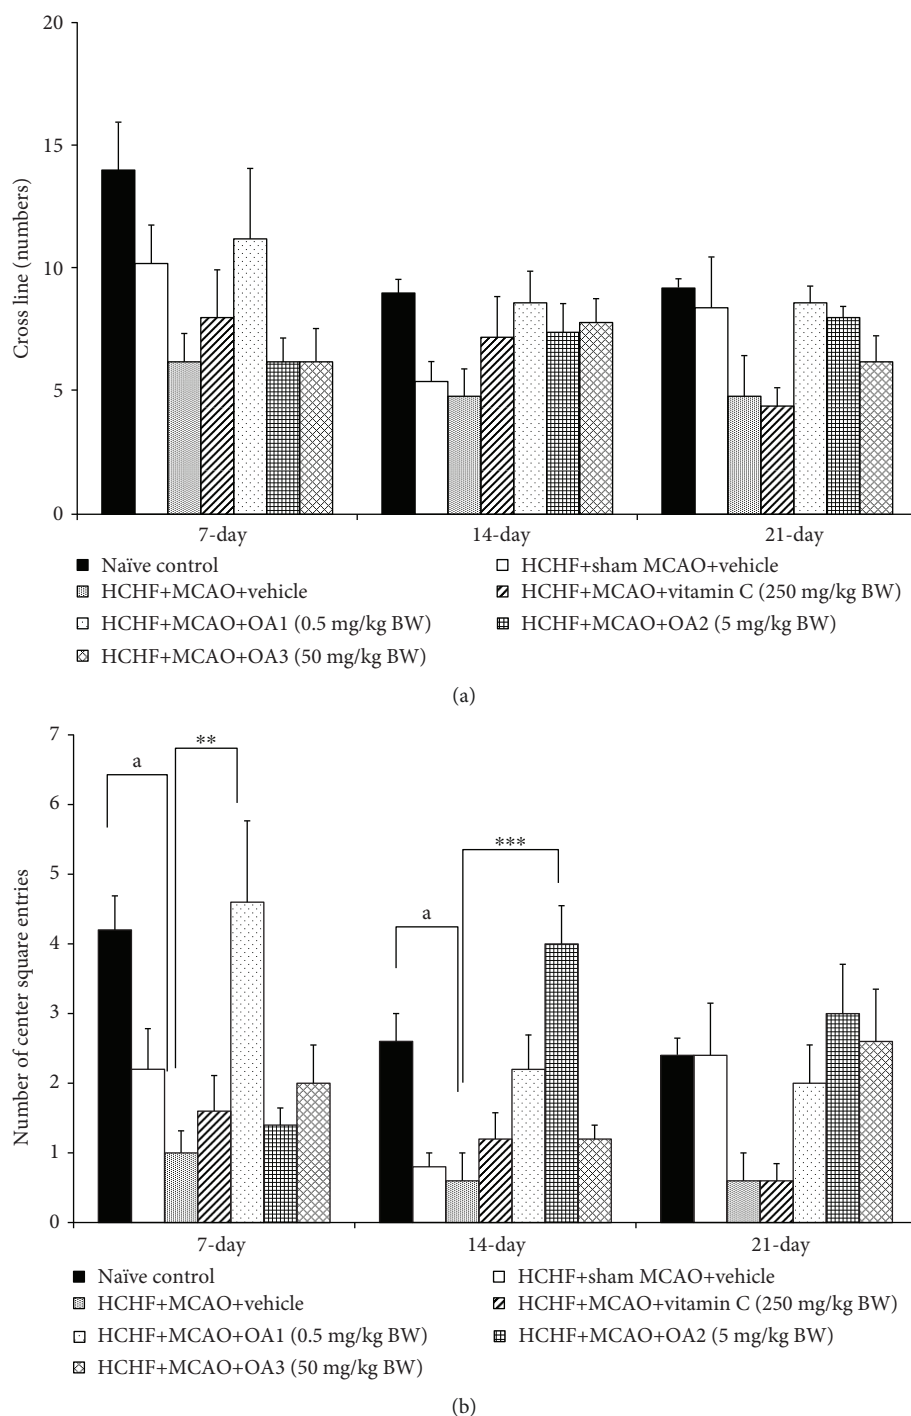 20
15
10
5
0
Cross line (numbers)
7-day
14-day
21-day
Naïve control
HCHF+sham MCAO+vehicle
HCHF+MCAO+vehicle
HCHF+MCAO+vitamin C (250 mg/kg BW)
HCHF+MCAO+OA1 (0.5 mg/kg BW)
HCHF+MCAO+OA2 (5 mg/kg BW)
HCHF+MCAO+OA3 (50 mg/kg BW)
(a)
7
6
5
4
3
2
1
0
Number of center square entries
a
**
a
***
7-day
14-day
21-day
Naïve control
HCHF+sham MCAO+vehicle
HCHF+MCAO+vehicle
HCHF+MCAO+vitamin C (250 mg/kg BW)
HCHF+MCAO+OA1 (0.5 mg/kg BW)
HCHF+MCAO+OA2 (5 mg/kg BW)
HCHF+MCAO+OA3 (50 mg/kg BW)
(b)